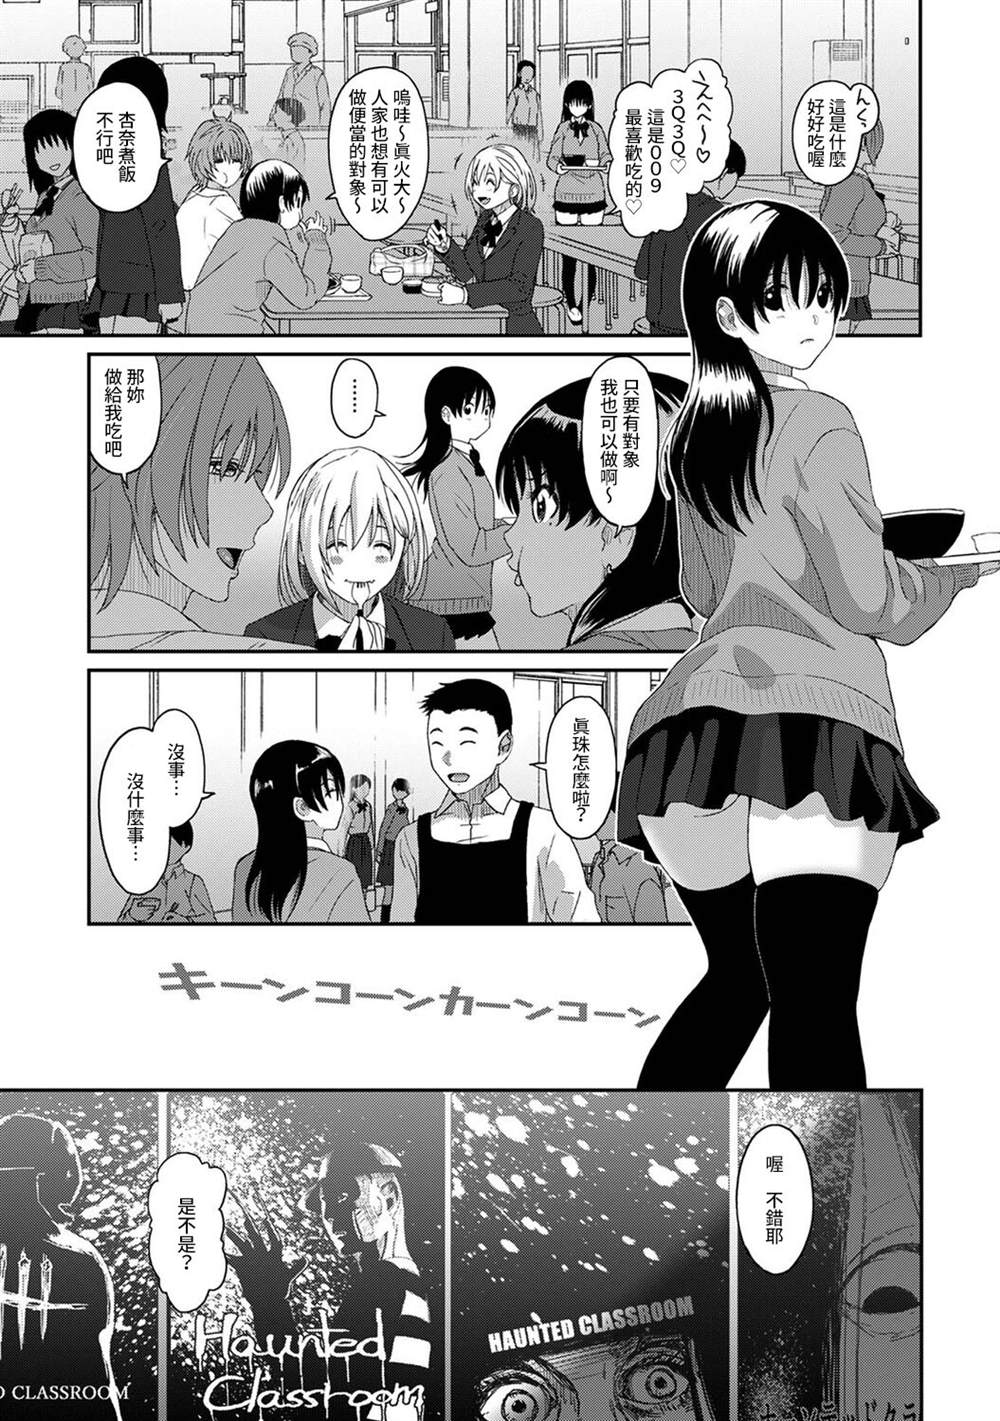 んく〜
這是什麼
好好吃喔
えへへ〜♡
3Q3Q♡
這是009
最喜歡吃的♡
嗚哇〜真火大〜
人家也想有可以
做便當的對象〜
杏奈煮飯
不行吧
只要有對象
我也可以做啊〜
……
那妳
做給我吃吧
真珠怎麼啦?
沒事…
沒什麼事…
キーンコーンカーンコーン
喔 不錯耶
HAUNTED CLASSROOM
是不是?
Haunted
Classroom
D CLASSROOM